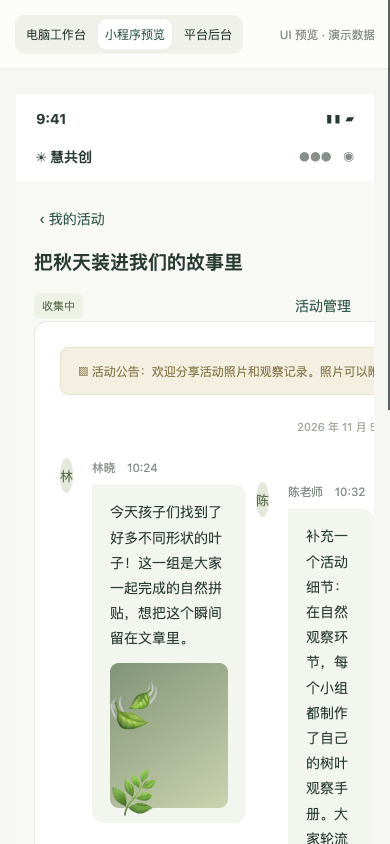 电脑工作台 小程序预览 平台后台 UI 预览 · 演示数据
9:41
慧共创
‹ 我的活动
把秋天装进我们的故事里
收集中 活动管理
活动公告：欢迎分享活动照片和观察记录。照片可以
2026 年 11 月
林
林晓 10:24
今天孩子们找到了
好多不同形状的叶
子！这一组是大家
一起完成的自然拼
贴，想把这个瞬间
留在文章里。
陈
陈老师 10:32
补充一
个活动
细节：
在自然
观察环
节，每
个小组
都制作
了自己
的树叶
观察手
册。大
家轮流